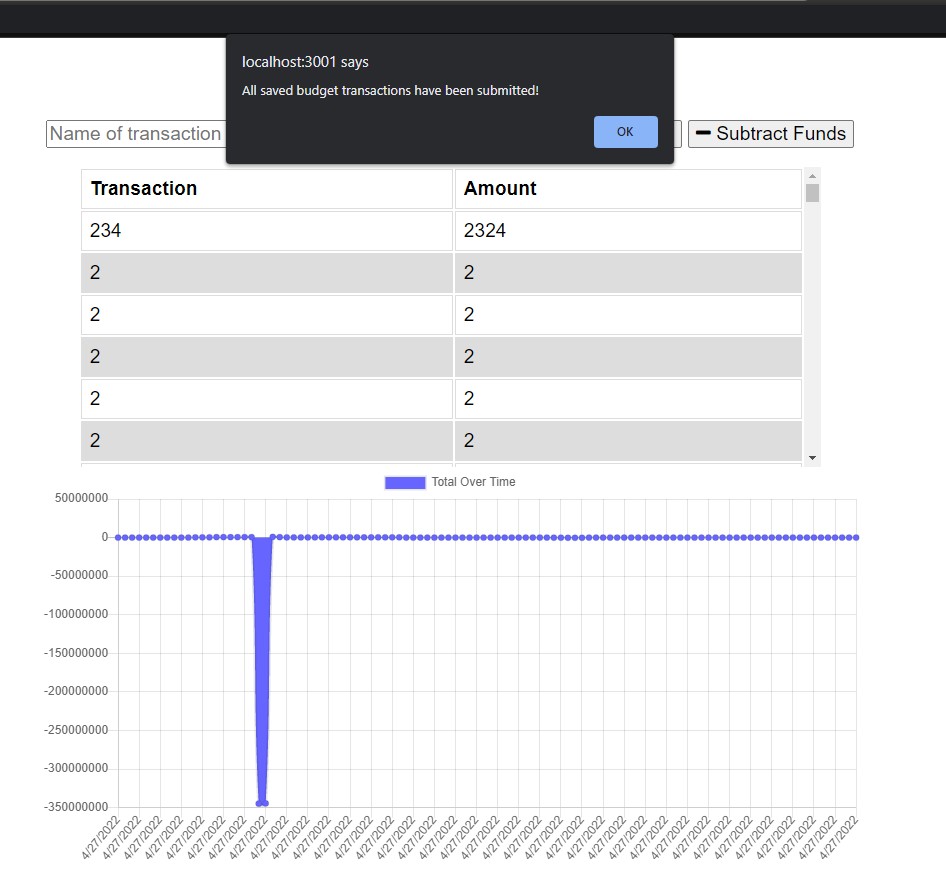 localhost:3001 says
All saved budget transactions have been submitted!
OK
Name of transaction
Subtract Funds
Transaction Amount
234 2324
2 2
2 2
2 2
2 2
2 2
Total Over Time
50000000
0
-50000000
-100000000
-150000000
-200000000
-250000000
-300000000
-350000000
4/27/2022 4/27/2022 4/27/2022 4/27/2022 4/27/2022 4/27/2022 4/27/2022 4/27/2022 4/27/2022 4/27/2022 4/27/2022 4/27/2022 4/27/2022 4/27/2022 4/27/2022 4/27/2022 4/27/2022 4/27/2022 4/27/2022 4/27/2022 4/27/2022 4/27/2022 4/27/2022 4/27/2022 4/27/2022 4/27/2022 4/27/2022 4/27/2022 4/27/2022 4/27/2022 4/27/2022 4/27/2022 4/27/2022 4/27/2022 4/27/2022 4/27/2022